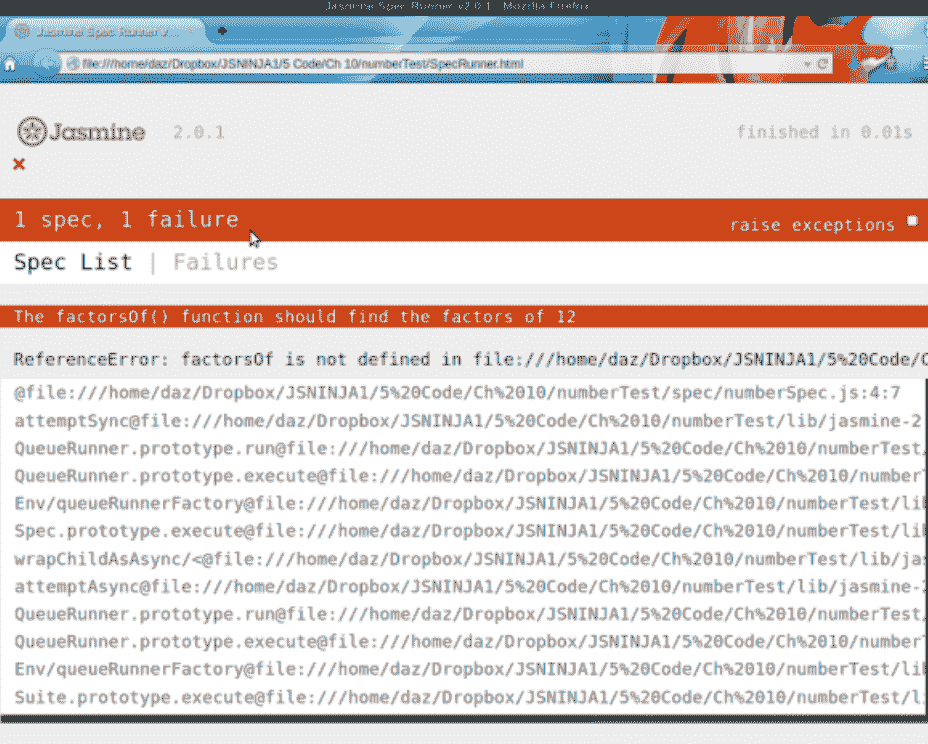 Jasmine Spec Runner v2.0.1 - Mozilla Firefox
Jasmine Spec Runner v...
file:///home/daz/Dropbox/JSNINJA1/5 Code/Ch 10/numberTest/SpecRunner.html
Jasmine 2.0.1 finished in 0.01s
×
1 spec, 1 failure
raise exceptions
Spec List | Failures
The factorsOf() function should find the factors of 12
ReferenceError: factorsOf is not defined in file:///home/daz/Dropbox/JSNINJA1/5%20Code/C
@file:///home/daz/Dropbox/JSNINJA1/5%20Code/Ch%2010/numberTest/spec/numberSpec.js:4:7
attemptSync@file:///home/daz/Dropbox/JSNINJA1/5%20Code/Ch%2010/numberTest/lib/jasmine-2
QueueRunner.prototype.run@file:///home/daz/Dropbox/JSNINJA1/5%20Code/Ch%2010/numberTest/
QueueRunner.prototype.execute@file:///home/daz/Dropbox/JSNINJA1/5%20Code/Ch%2010/numberT
Env/queueRunnerFactory@file:///home/daz/Dropbox/JSNINJA1/5%20Code/Ch%2010/numberTest/lib
Spec.prototype.execute@file:///home/daz/Dropbox/JSNINJA1/5%20Code/Ch%2010/numberTest/lib
wrapChildAsAsync/<@file:///home/daz/Dropbox/JSNINJA1/5%20Code/Ch%2010/numberTest/lib/jas
attemptAsync@file:///home/daz/Dropbox/JSNINJA1/5%20Code/Ch%2010/numberTest/lib/jasmine-2
QueueRunner.prototype.run@file:///home/daz/Dropbox/JSNINJA1/5%20Code/Ch%2010/numberTest/
QueueRunner.prototype.execute@file:///home/daz/Dropbox/JSNINJA1/5%20Code/Ch%2010/numberT
Env/queueRunnerFactory@file:///home/daz/Dropbox/JSNINJA1/5%20Code/Ch%2010/numberTest/lib
Suite.prototype.execute@file:///home/daz/Dropbox/JSNINJA1/5%20Code/Ch%2010/numberTest/l